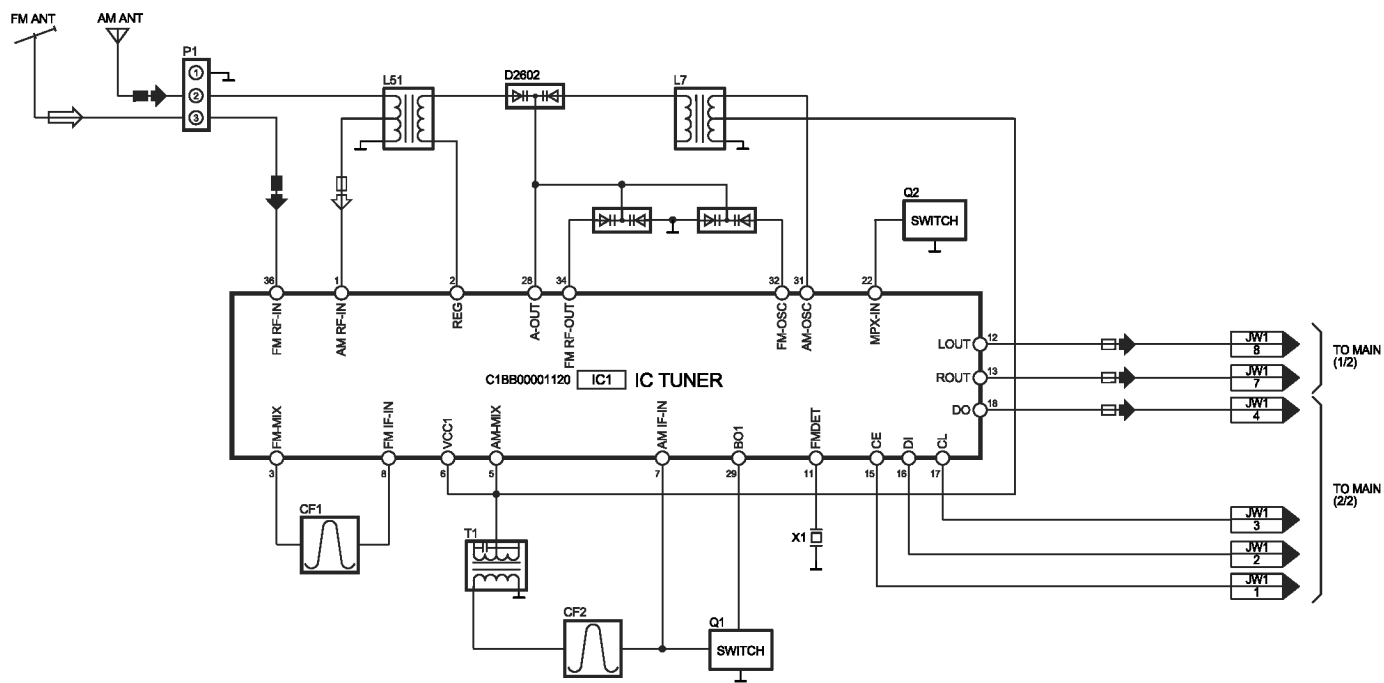 FM ANT
AM ANT
P1
1
2
3
L51
D2602
L7
Q2
SWITCH
36
1
2
28
34
32
31
22
FM RF-IN
AM RF-IN
REG
A-OUT
FM RF-OUT
FM-OSC
AM-OSC
MPX-IN
LOUT
12
JW1
8
TO MAIN
(1/2)
ROUT
13
JW1
7
C1BB00001120 IC1 IC TUNER
DO
18
JW1
4
FM-MIX
FM IF-IN
VCC1
AM-MIX
AM IF-IN
BO1
FMDET
CE
DI
CL
3
8
6
5
7
29
11
15
16
17
TO MAIN
(2/2)
CF1
T1
X1
JW1
3
JW1
2
JW1
1
CF2
Q1
SWITCH